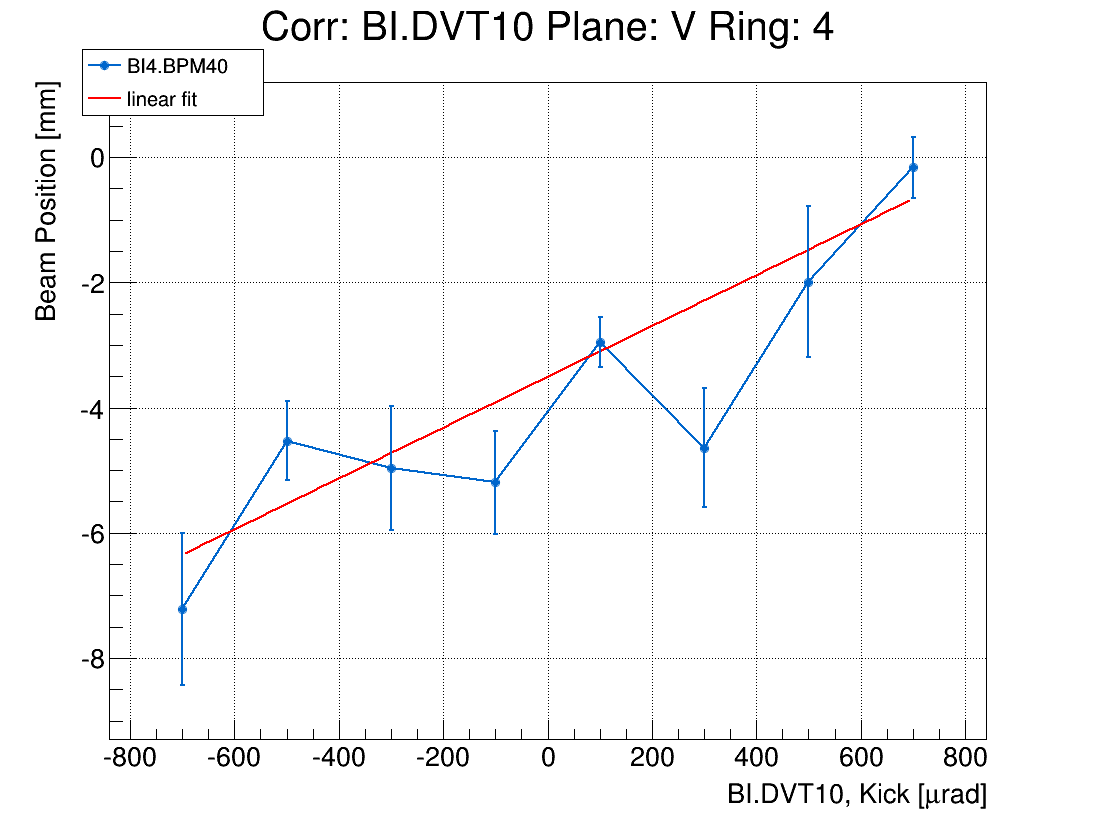 Corr: BI.DVT10 Plane: V Ring: 4
BI4.BPM40
linear fit
Beam Position [mm]
0
-2
-4
-6
-8
-800 -600 -400 -200 0 200 400 600 800
BI.DVT10, Kick [μrad]